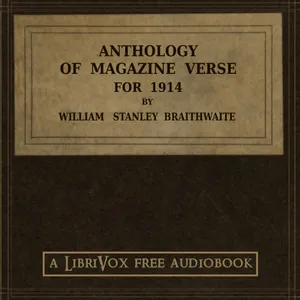 ANTHOLOGY
OF MAGAZINE VERSE
FOR 1914
BY
WILLIAM STANLEY BRAITHWAITE
A LIBRIVOX FREE AUDIOBOOK